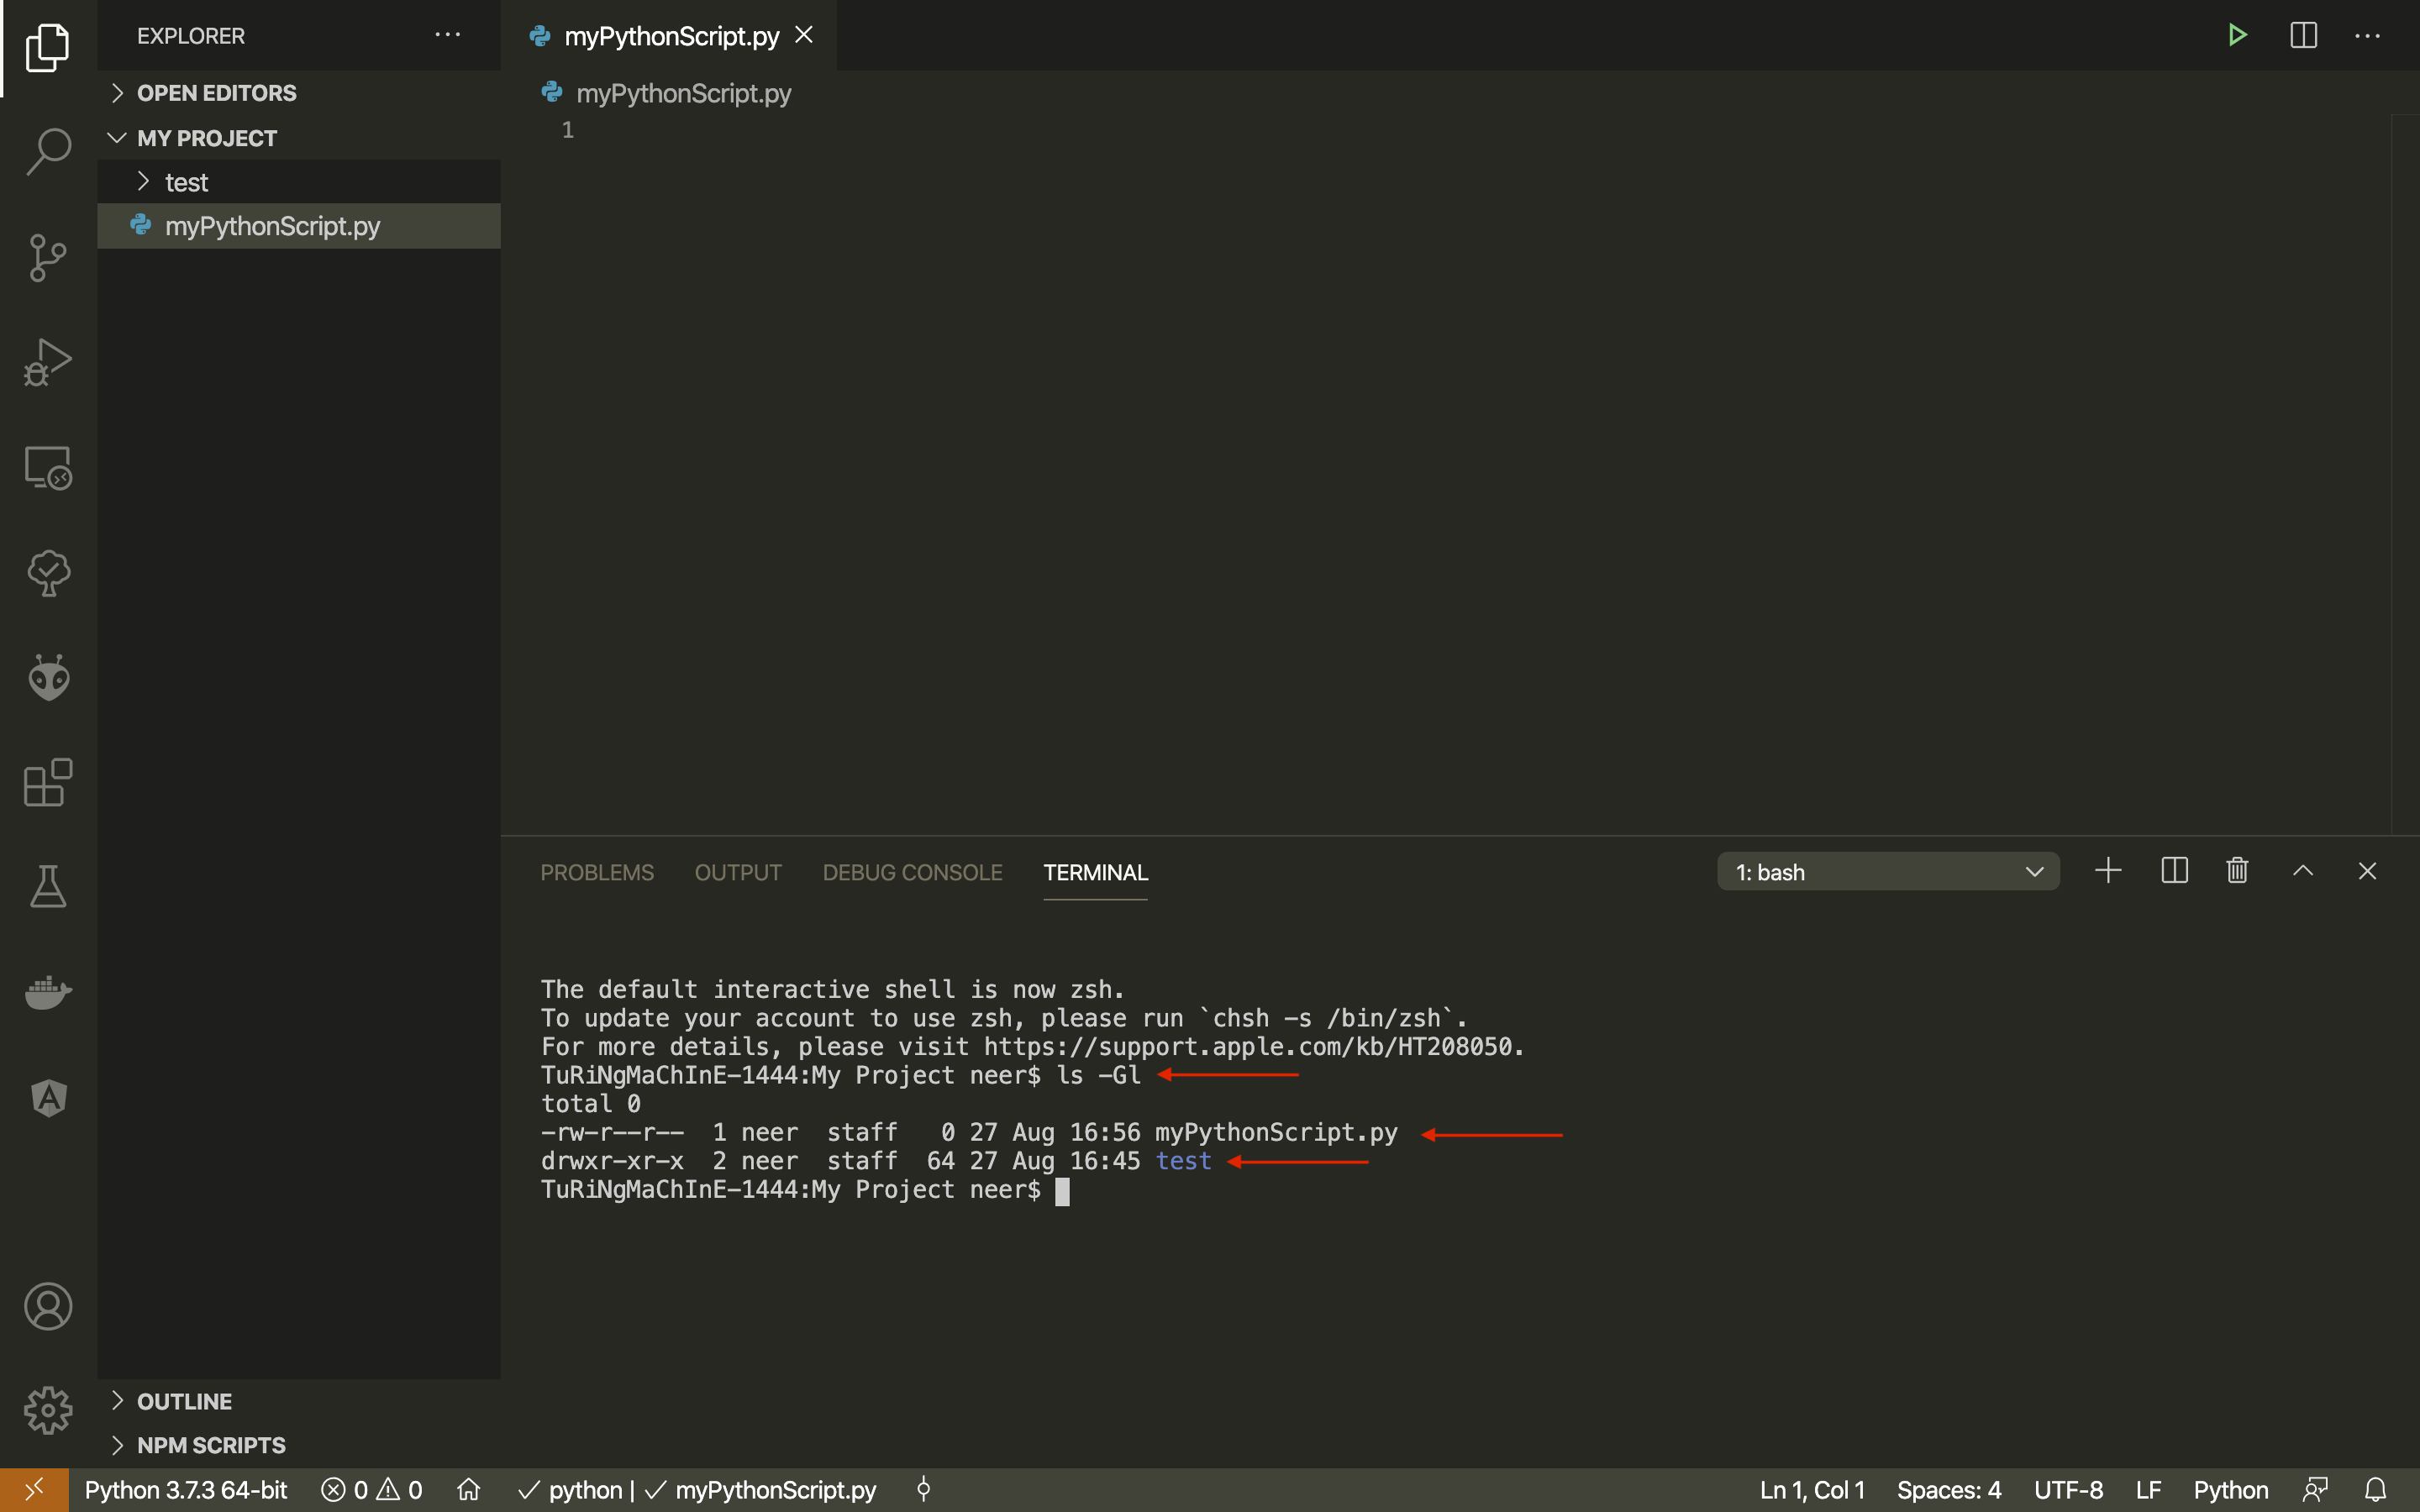 EXPLORER
OPEN EDITORS
MY PROJECT
test
myPythonScript.py
OUTLINE
NPM SCRIPTS
myPythonScript.py
myPythonScript.py
1
PROBLEMS OUTPUT DEBUG CONSOLE TERMINAL 1: bash
The default interactive shell is now zsh.
To update your account to use zsh, please run `chsh -s /bin/zsh`.
For more details, please visit https://support.apple.com/kb/HT208050.
TuRiNgMaChInE-1444:My Project neer$ ls -Gl
total 0
-rw-r--r--  1 neer  staff   0 27 Aug 16:56 myPythonScript.py
drwxr-xr-x  2 neer  staff  64 27 Aug 16:45 test
TuRiNgMaChInE-1444:My Project neer$
Python 3.7.3 64-bit 0 0 python | myPythonScript.py Ln 1, Col 1 Spaces: 4 UTF-8 LF Python